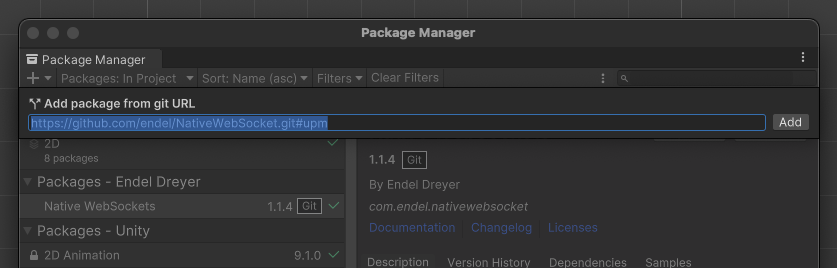 Package Manager
Package Manager
Packages: In Project Sort: Name (asc) Filters Clear Filters
Add package from git URL
https://github.com/endel/NativeWebSocket.git#upm Add
2D
8 packages
1.1.4 Git
Packages - Endel Dreyer
By Endel Dreyer
Native WebSockets 1.1.4 Git
com.endel.nativewebsocket
Documentation Changelog Licenses
Packages - Unity
2D Animation 9.1.0
Description Version History Dependencies Samples